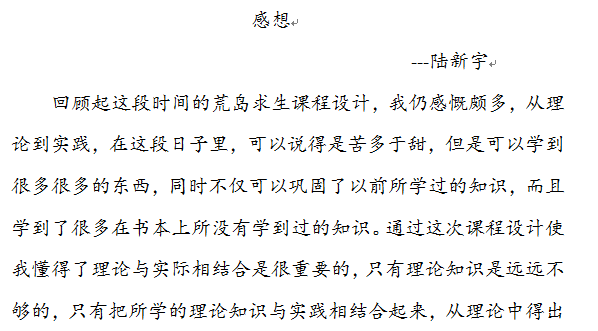 感想
---陆新宇
回顾起这段时间的荒岛求生课程设计，我仍感慨颇多，从理
论到实践，在这段日子里，可以说得是苦多于甜，但是可以学到
很多很多的东西，同时不仅可以巩固了以前所学过的知识，而且
学到了很多在书本上所没有学到过的知识。通过这次课程设计使
我懂得了理论与实际相结合是很重要的，只有理论知识是远远不
够的，只有把所学的理论知识与实践相结合起来，从理论中得出